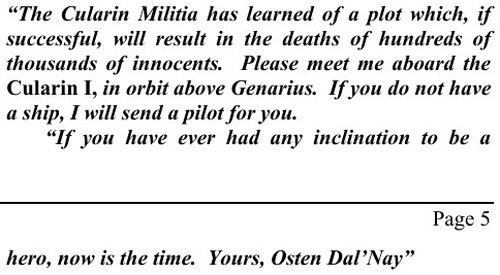 “The Cularin Militia has learned of a plot which, if
successful, will result in the deaths of hundreds of
thousands of innocents.  Please meet me aboard the
Cularin I, in orbit above Genarius.  If you do not have
a ship, I will send a pilot for you.
“If you have ever had any inclination to be a
Page 5
hero, now is the time.  Yours, Osten Dal’Nay”